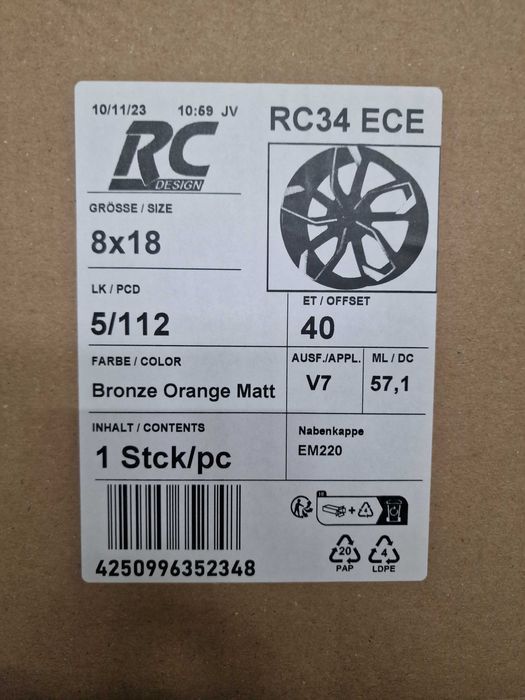 10/11/23 10:59 JV
RC34 ECE
RC
DESIGN
GRÖSSE / SIZE
8x18
LK / PCD
5/112
ET / OFFSET
40
FARBE / COLOR
Bronze Orange Matt
AUSF./APPL.
V7
ML / DC
57,1
INHALT / CONTENTS
1 Stck/pc
Nabenkappe
EM220
4250996352348
20
PAP
4
LDPE